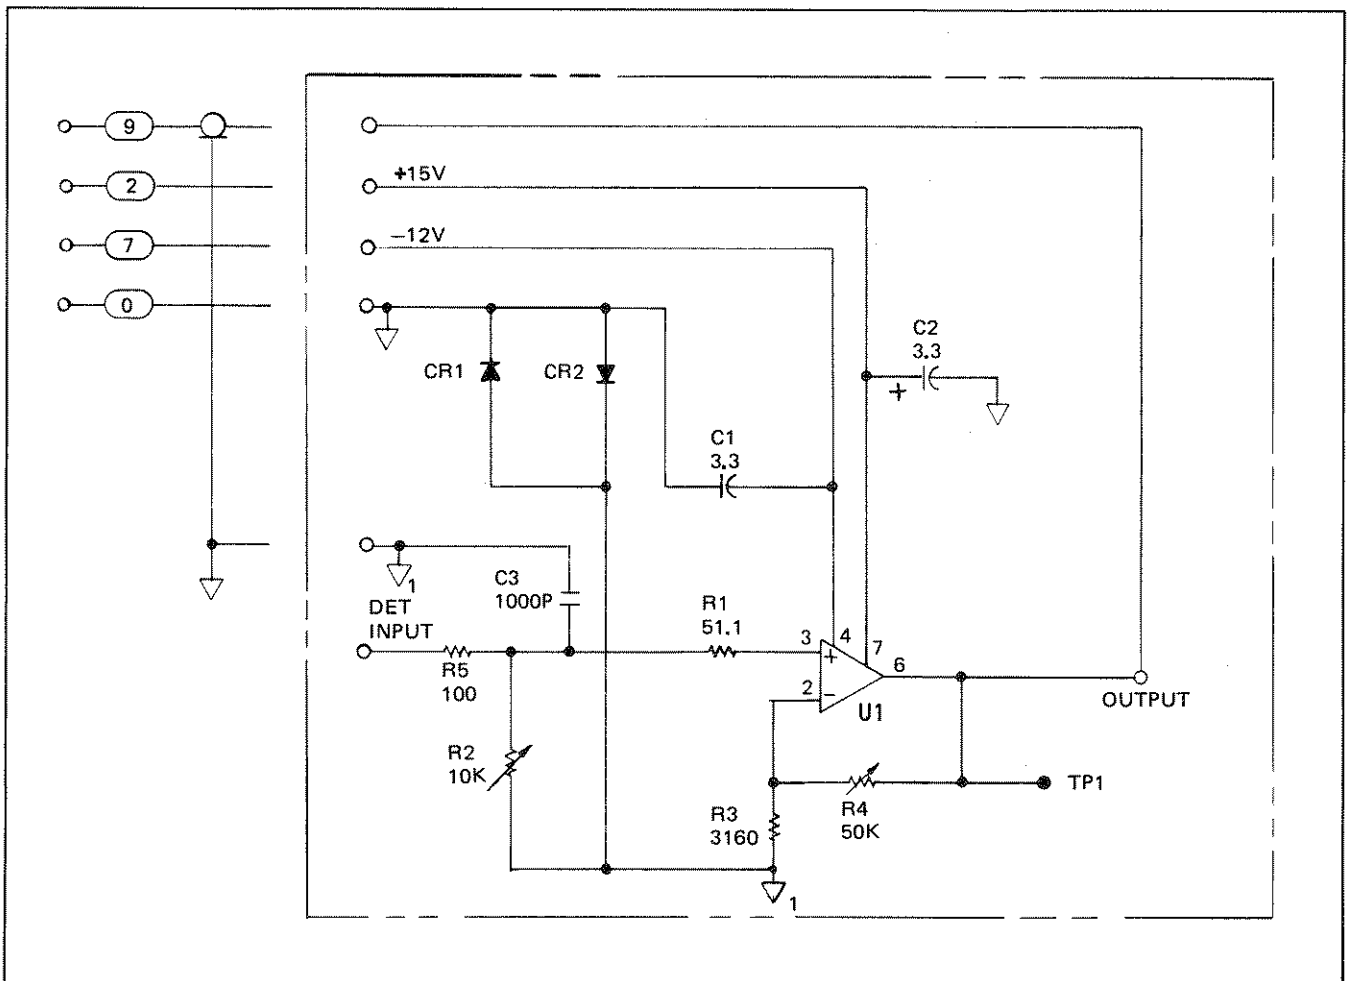 9
2
+15V
7
−12V
0
C2
3.3
+
CR1
CR2
C1
3.3
1
C3
1000P
DET
INPUT
R1
51.1
R5
100
3
4
7
+
6
2
−
U1
OUTPUT
R2
10K
TP1
R4
50K
R3
3160
1